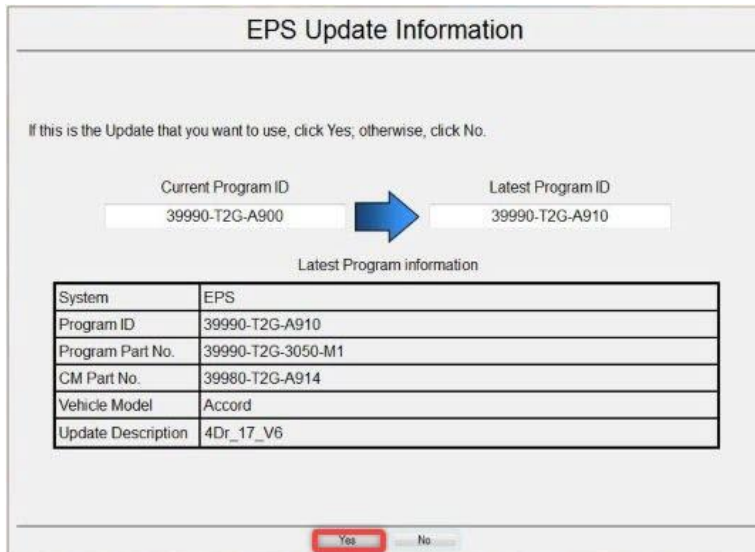 EPS Update Information
If this is the Update that you want to use, click Yes; otherwise, click No.
Current Program ID
Latest Program ID
39990-T2G-A900
39990-T2G-A910
Latest Program information
System EPS
Program ID 39990-T2G-A910
Program Part No. 39990-T2G-3050-M1
CM Part No. 39980-T2G-A914
Vehicle Model Accord
Update Description 4Dr_17_V6
Yes No